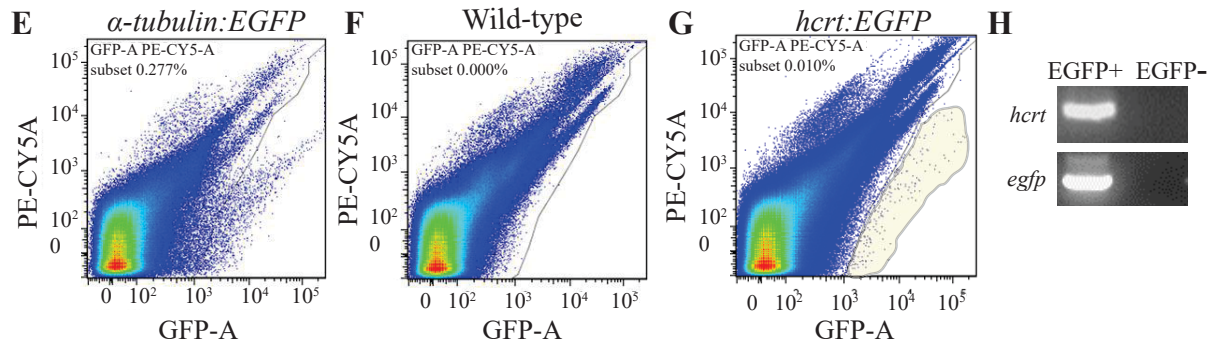 E α-tubulin:EGFP
GFP-A PE-CY5-A
subset 0.277%
PE-CY5A
10⁵
10⁴
10³
10²
0
0 10² 10³ 10⁴ 10⁵
GFP-A
F Wild-type
GFP-A PE-CY5-A
subset 0.000%
PE-CY5A
10⁵
10⁴
10³
10²
0
0 10² 10³ 10⁴ 10⁵
GFP-A
G hcrt:EGFP
GFP-A PE-CY5-A
subset 0.010%
PE-CY5A
10⁵
10⁴
10³
10²
0
0 10² 10³ 10⁴ 10⁵
GFP-A
H
EGFP+ EGFP-
hcrt
egfp